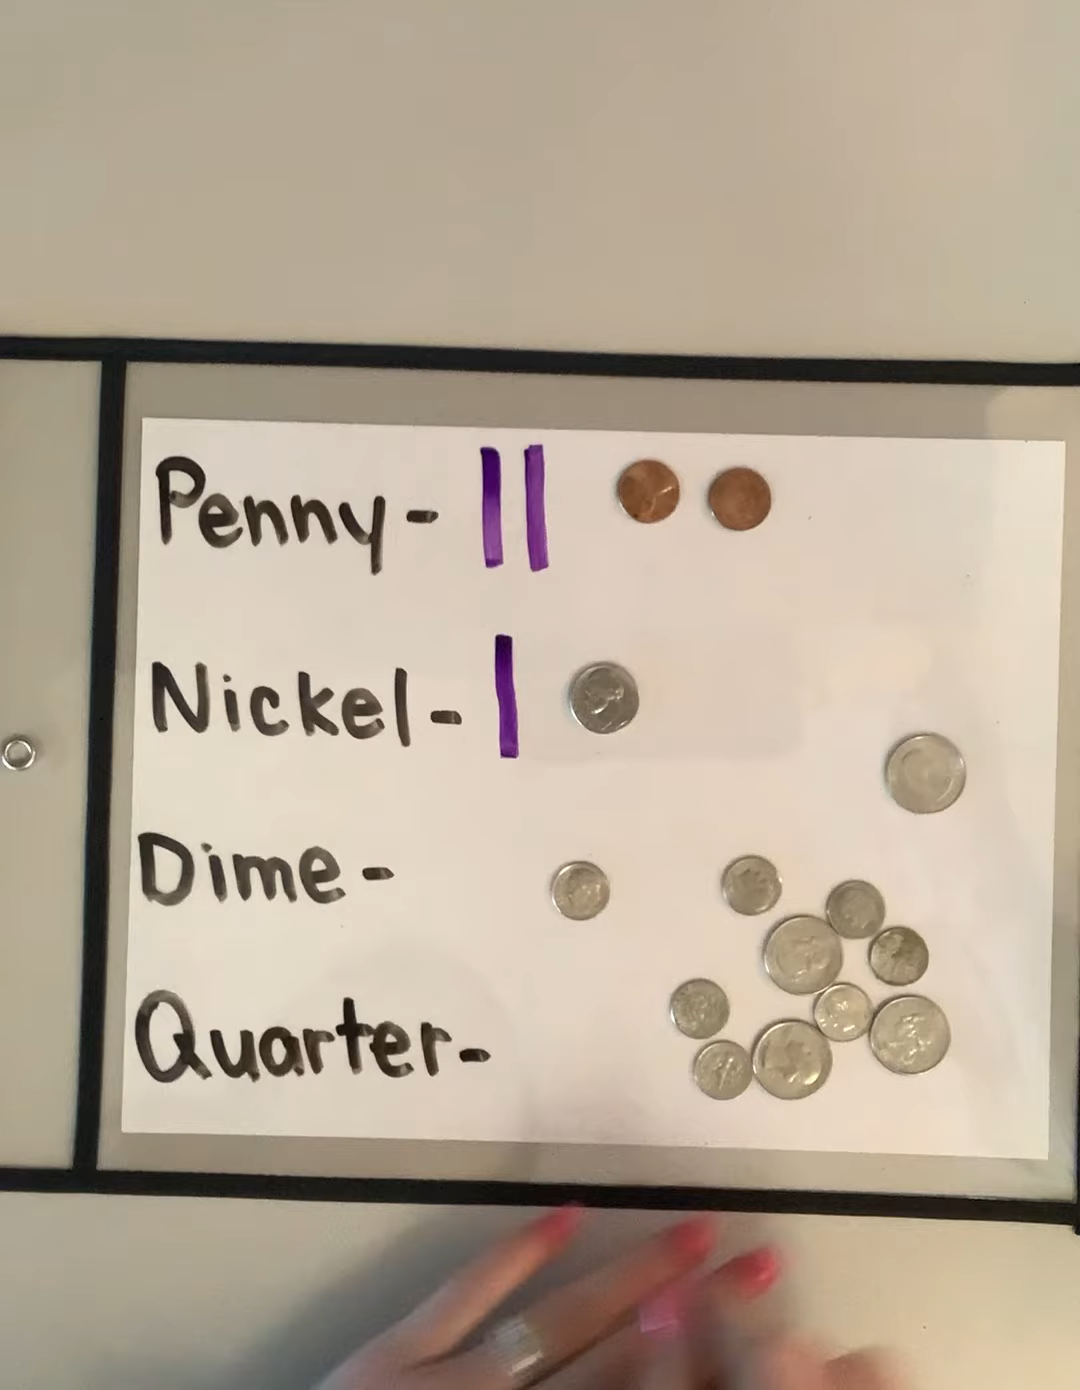 Penny- ||
Nickel- |
Dime-
Quarter-